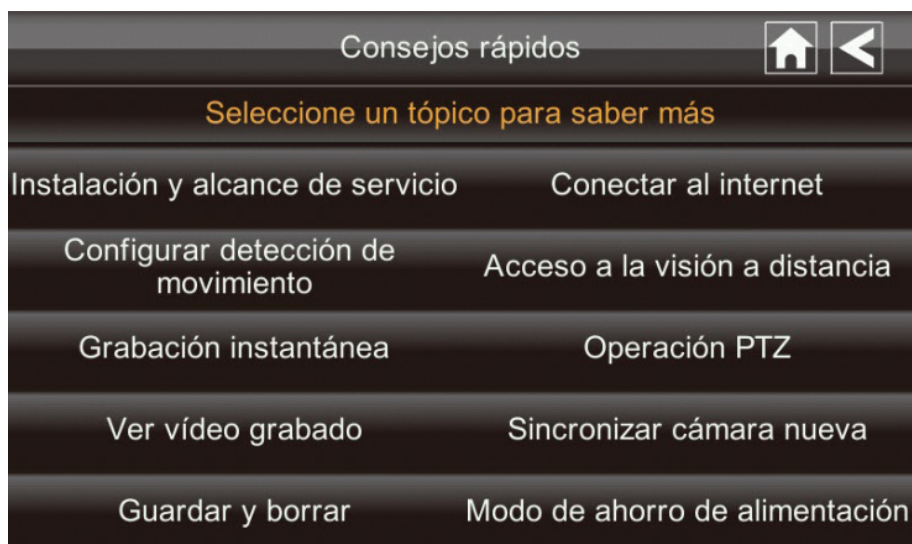 Consejos rápidos
Seleccione un tópico para saber más
Instalación y alcance de servicio
Conectar al internet
Configurar detección de
movimiento
Acceso a la visión a distancia
Grabación instantánea
Operación PTZ
Ver vídeo grabado
Sincronizar cámara nueva
Guardar y borrar
Modo de ahorro de alimentación